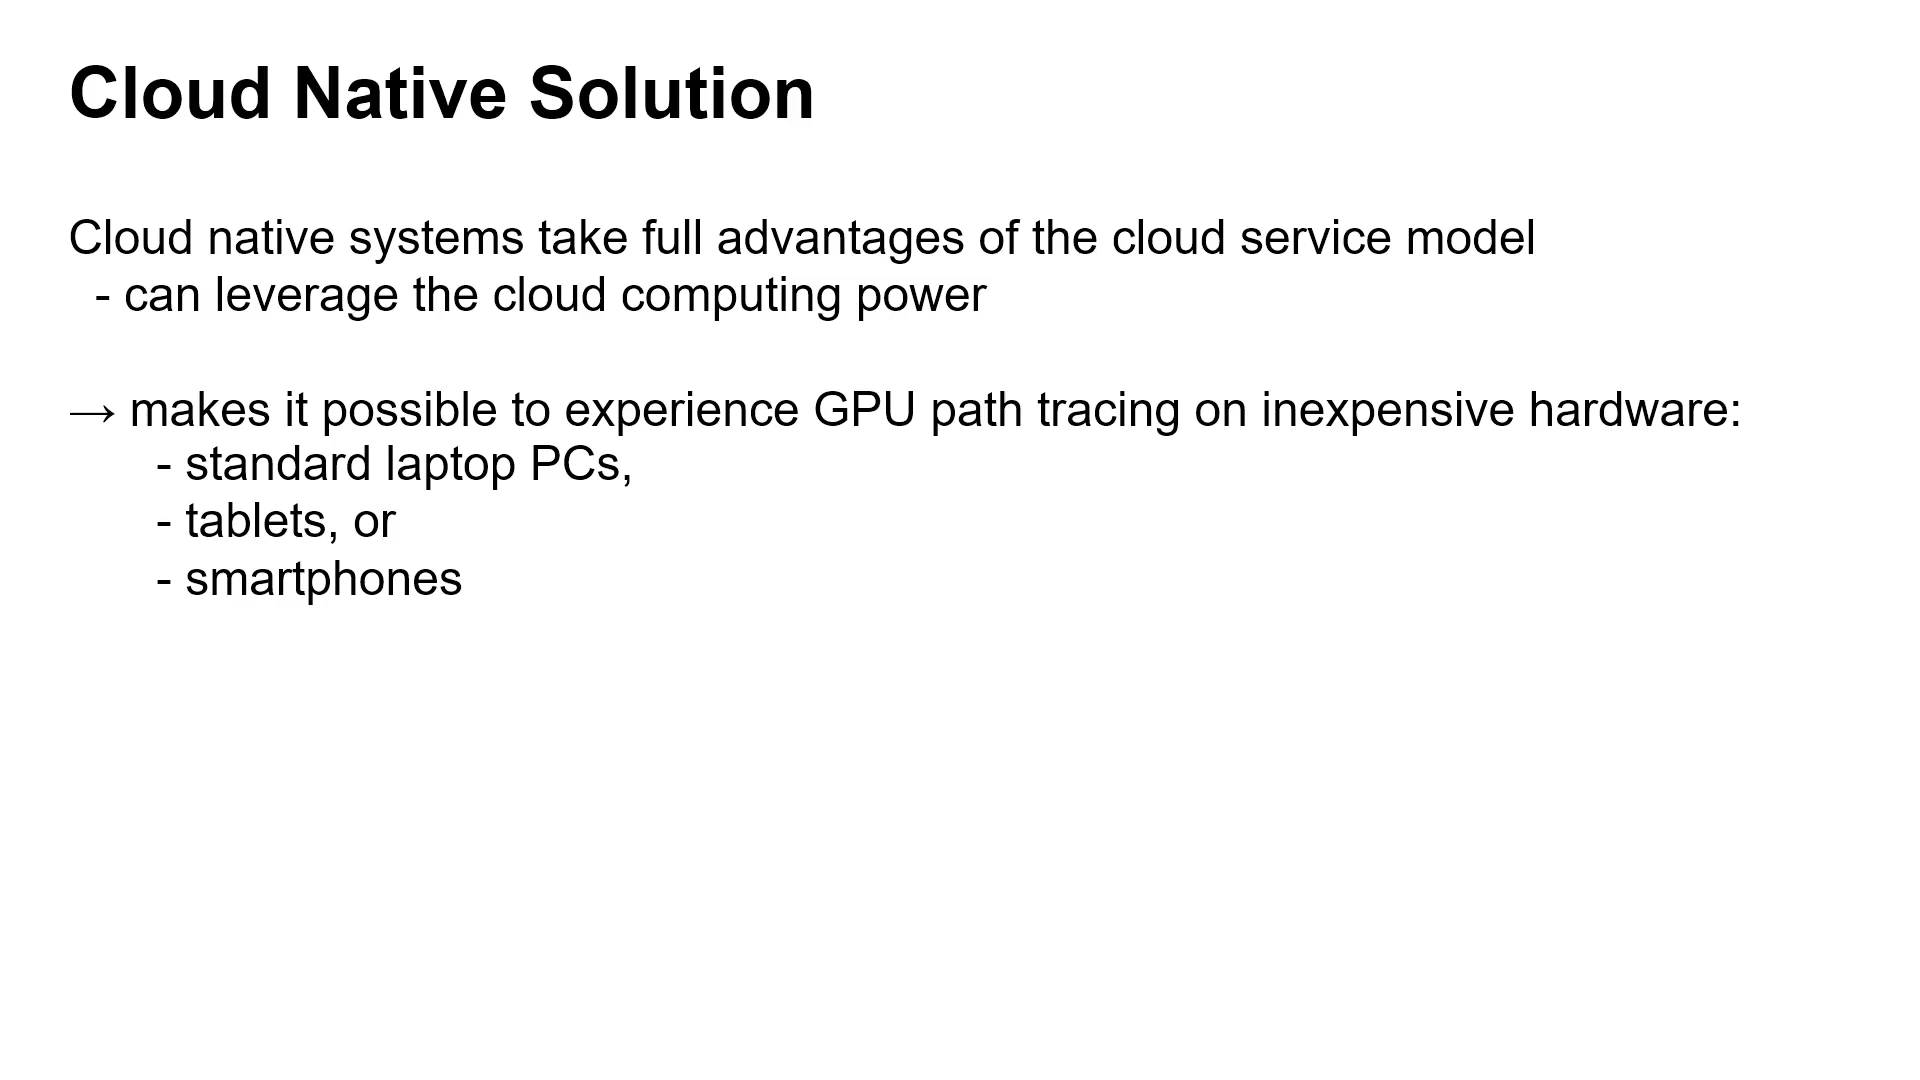 Cloud Native Solution
Cloud native systems take full advantages of the cloud service model
- can leverage the cloud computing power
→ makes it possible to experience GPU path tracing on inexpensive hardware:
- standard laptop PCs,
- tablets, or
- smartphones